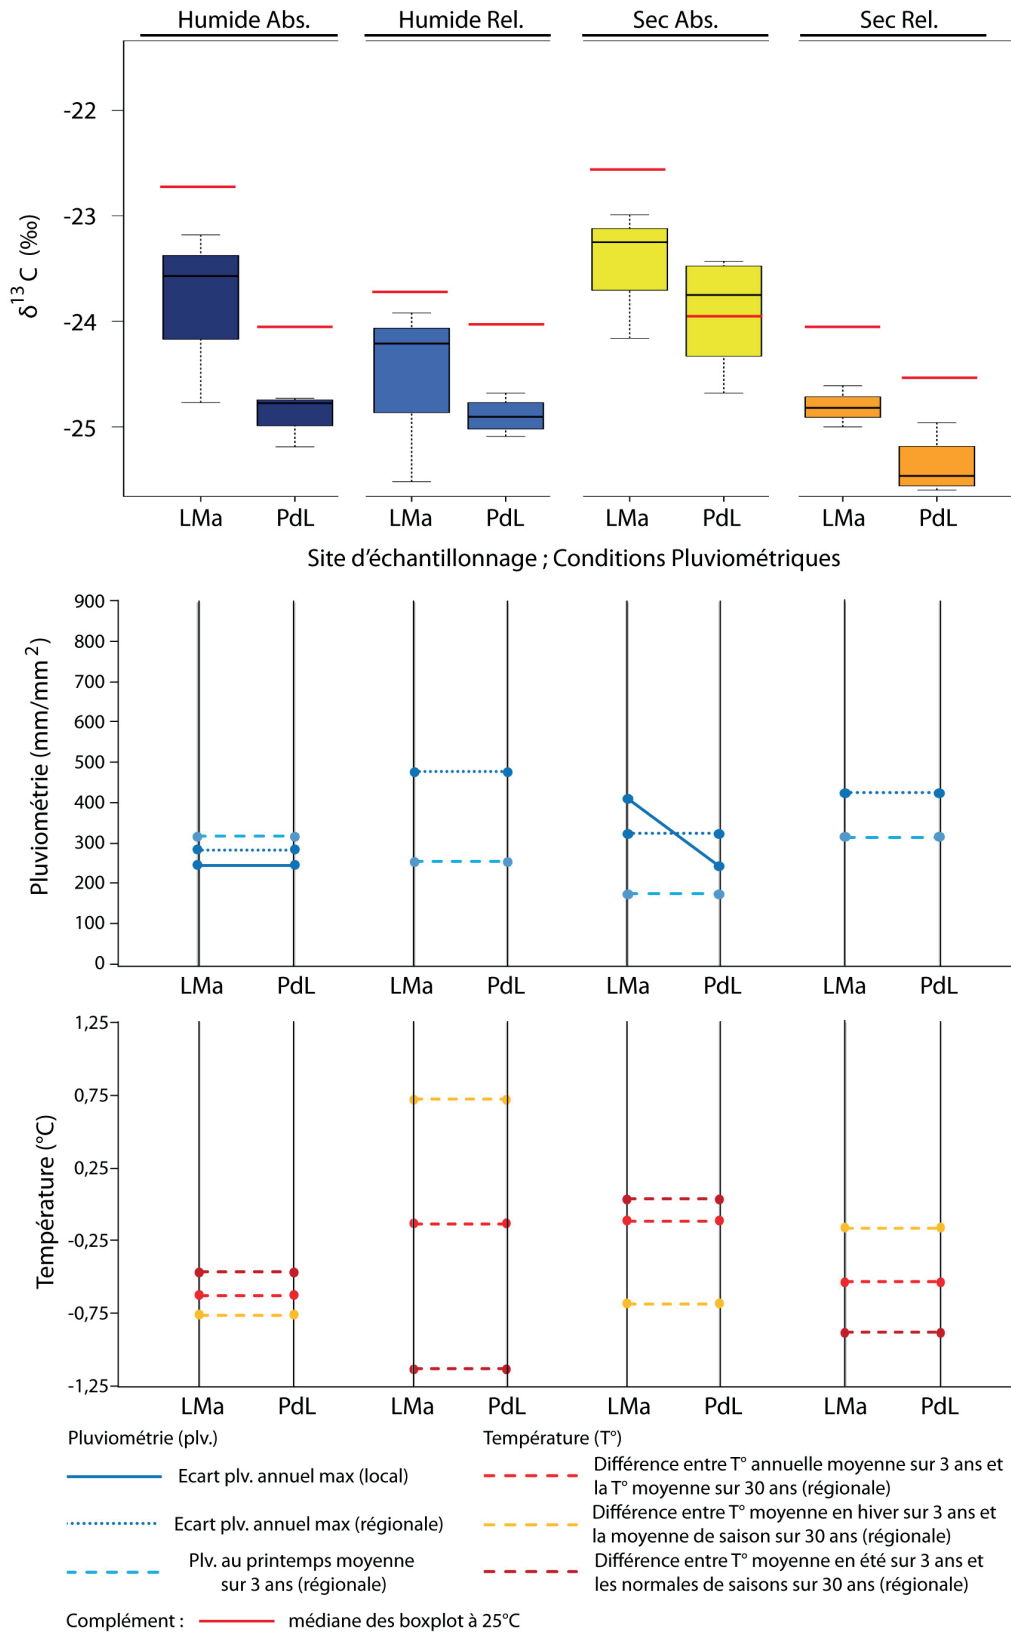 Humide Abs. Humide Rel. Sec Abs. Sec Rel.
δ13C (‰)
-22
-23
-24
-25
LMa PdL LMa PdL LMa PdL LMa PdL
Site d'échantillonnage ; Conditions Pluviométriques
Pluviométrie (mm/mm2)
900
800
700
600
500
400
300
200
100
0
LMa PdL LMa PdL LMa PdL LMa PdL
Température (°C)
1,25
0,75
0,25
-0,25
-0,75
-1,25
LMa PdL LMa PdL LMa PdL LMa PdL
Pluviométrie (plv.)
Ecart plv. annuel max (local)
Ecart plv. annuel max (régionale)
Plv. au printemps moyenne
sur 3 ans (régionale)
Température (T°)
Différence entre T° annuelle moyenne sur 3 ans et
la T° moyenne sur 30 ans (régionale)
Différence entre T° moyenne en hiver sur 3 ans et
la moyenne de saison sur 30 ans (régionale)
Différence entre T° moyenne en été sur 3 ans et
les normales de saisons sur 30 ans (régionale)
Complément : médiane des boxplot à 25°C